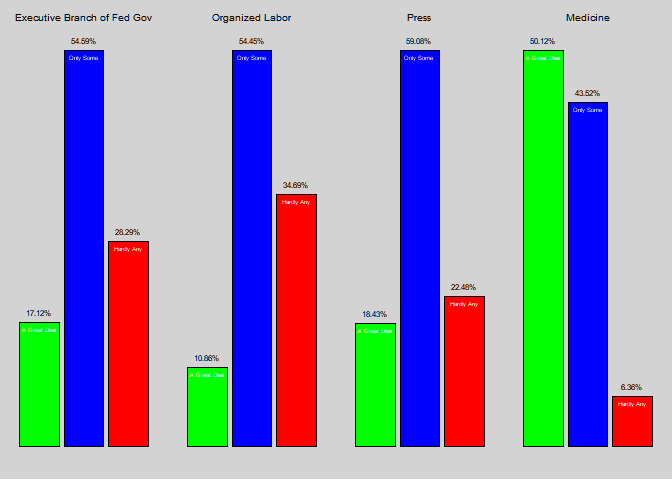 Executive Branch of Fed Gov
54.59%
Only Some
28.29%
Hardly Any
17.12%
A Great Deal
Organized Labor
54.45%
Only Some
34.69%
Hardly Any
10.86%
A Great Deal
Press
59.08%
Only Some
22.48%
Hardly Any
18.43%
A Great Deal
Medicine
50.12%
A Great Deal
43.52%
Only Some
6.36%
Hardly Any